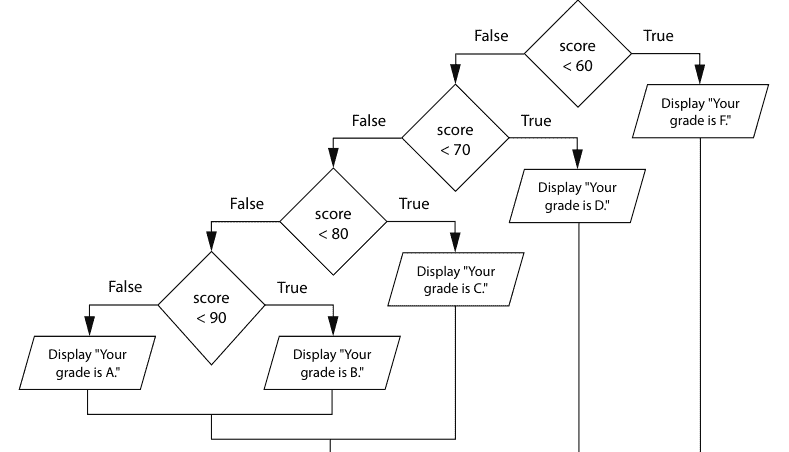 False
True
score
< 60
Display "Your
grade is F."
False
True
score
< 70
Display "Your
grade is D."
False
True
score
< 80
Display "Your
grade is C."
False
True
score
< 90
Display "Your
grade is A."
Display "Your
grade is B."